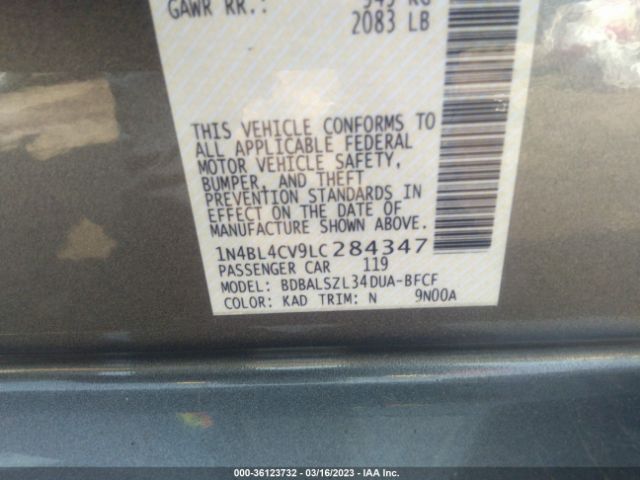 GAWR RR.:
2083 LB
THIS VEHICLE CONFORMS TO
ALL APPLICABLE FEDERAL
MOTOR VEHICLE SAFETY,
BUMPER, AND THEFT
PREVENTION STANDARDS IN
EFFECT ON THE DATE OF
MANUFACTURE SHOWN ABOVE.
1N4BL4CV9LC284347
PASSENGER CAR 119
MODEL: BDBALSZL34DUA-BFCF
COLOR: KAD TRIM: N 9N00A
000-36123732 - 03/16/2023 - IAA Inc.